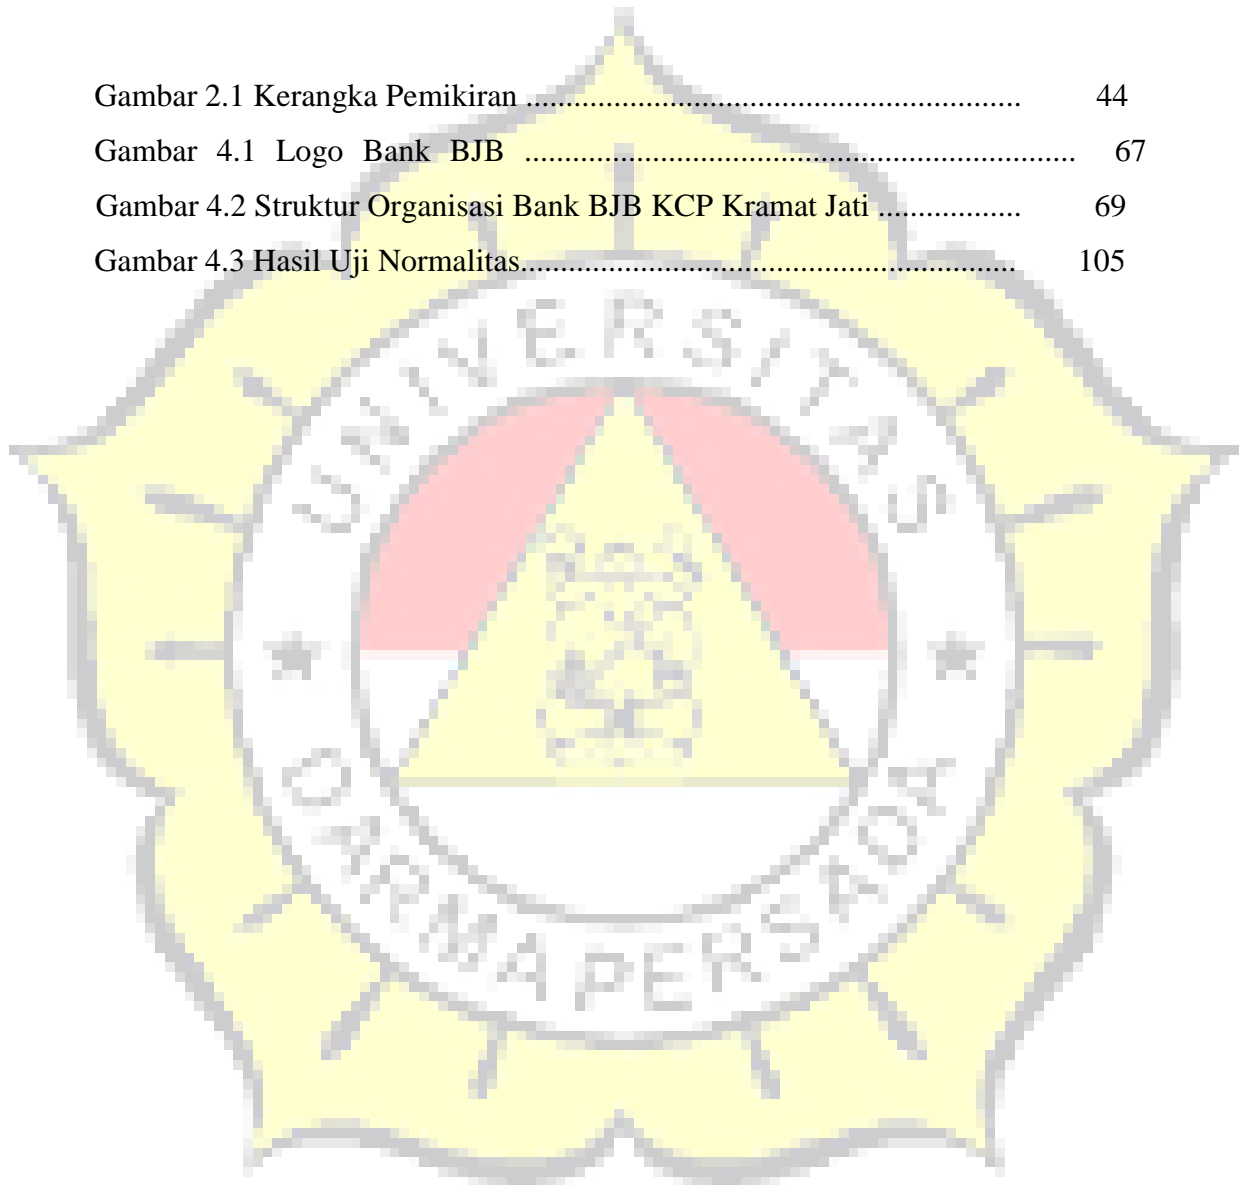 Gambar 2.1 Kerangka Pemikiran .............................................................. 44
Gambar 4.1 Logo Bank BJB ..................................................................... 67
Gambar 4.2 Struktur Organisasi Bank BJB KCP Kramat Jati .................. 69
Gambar 4.3 Hasil Uji Normalitas.............................................................. 105
UNIVERSITAS
DARMA PERSADA